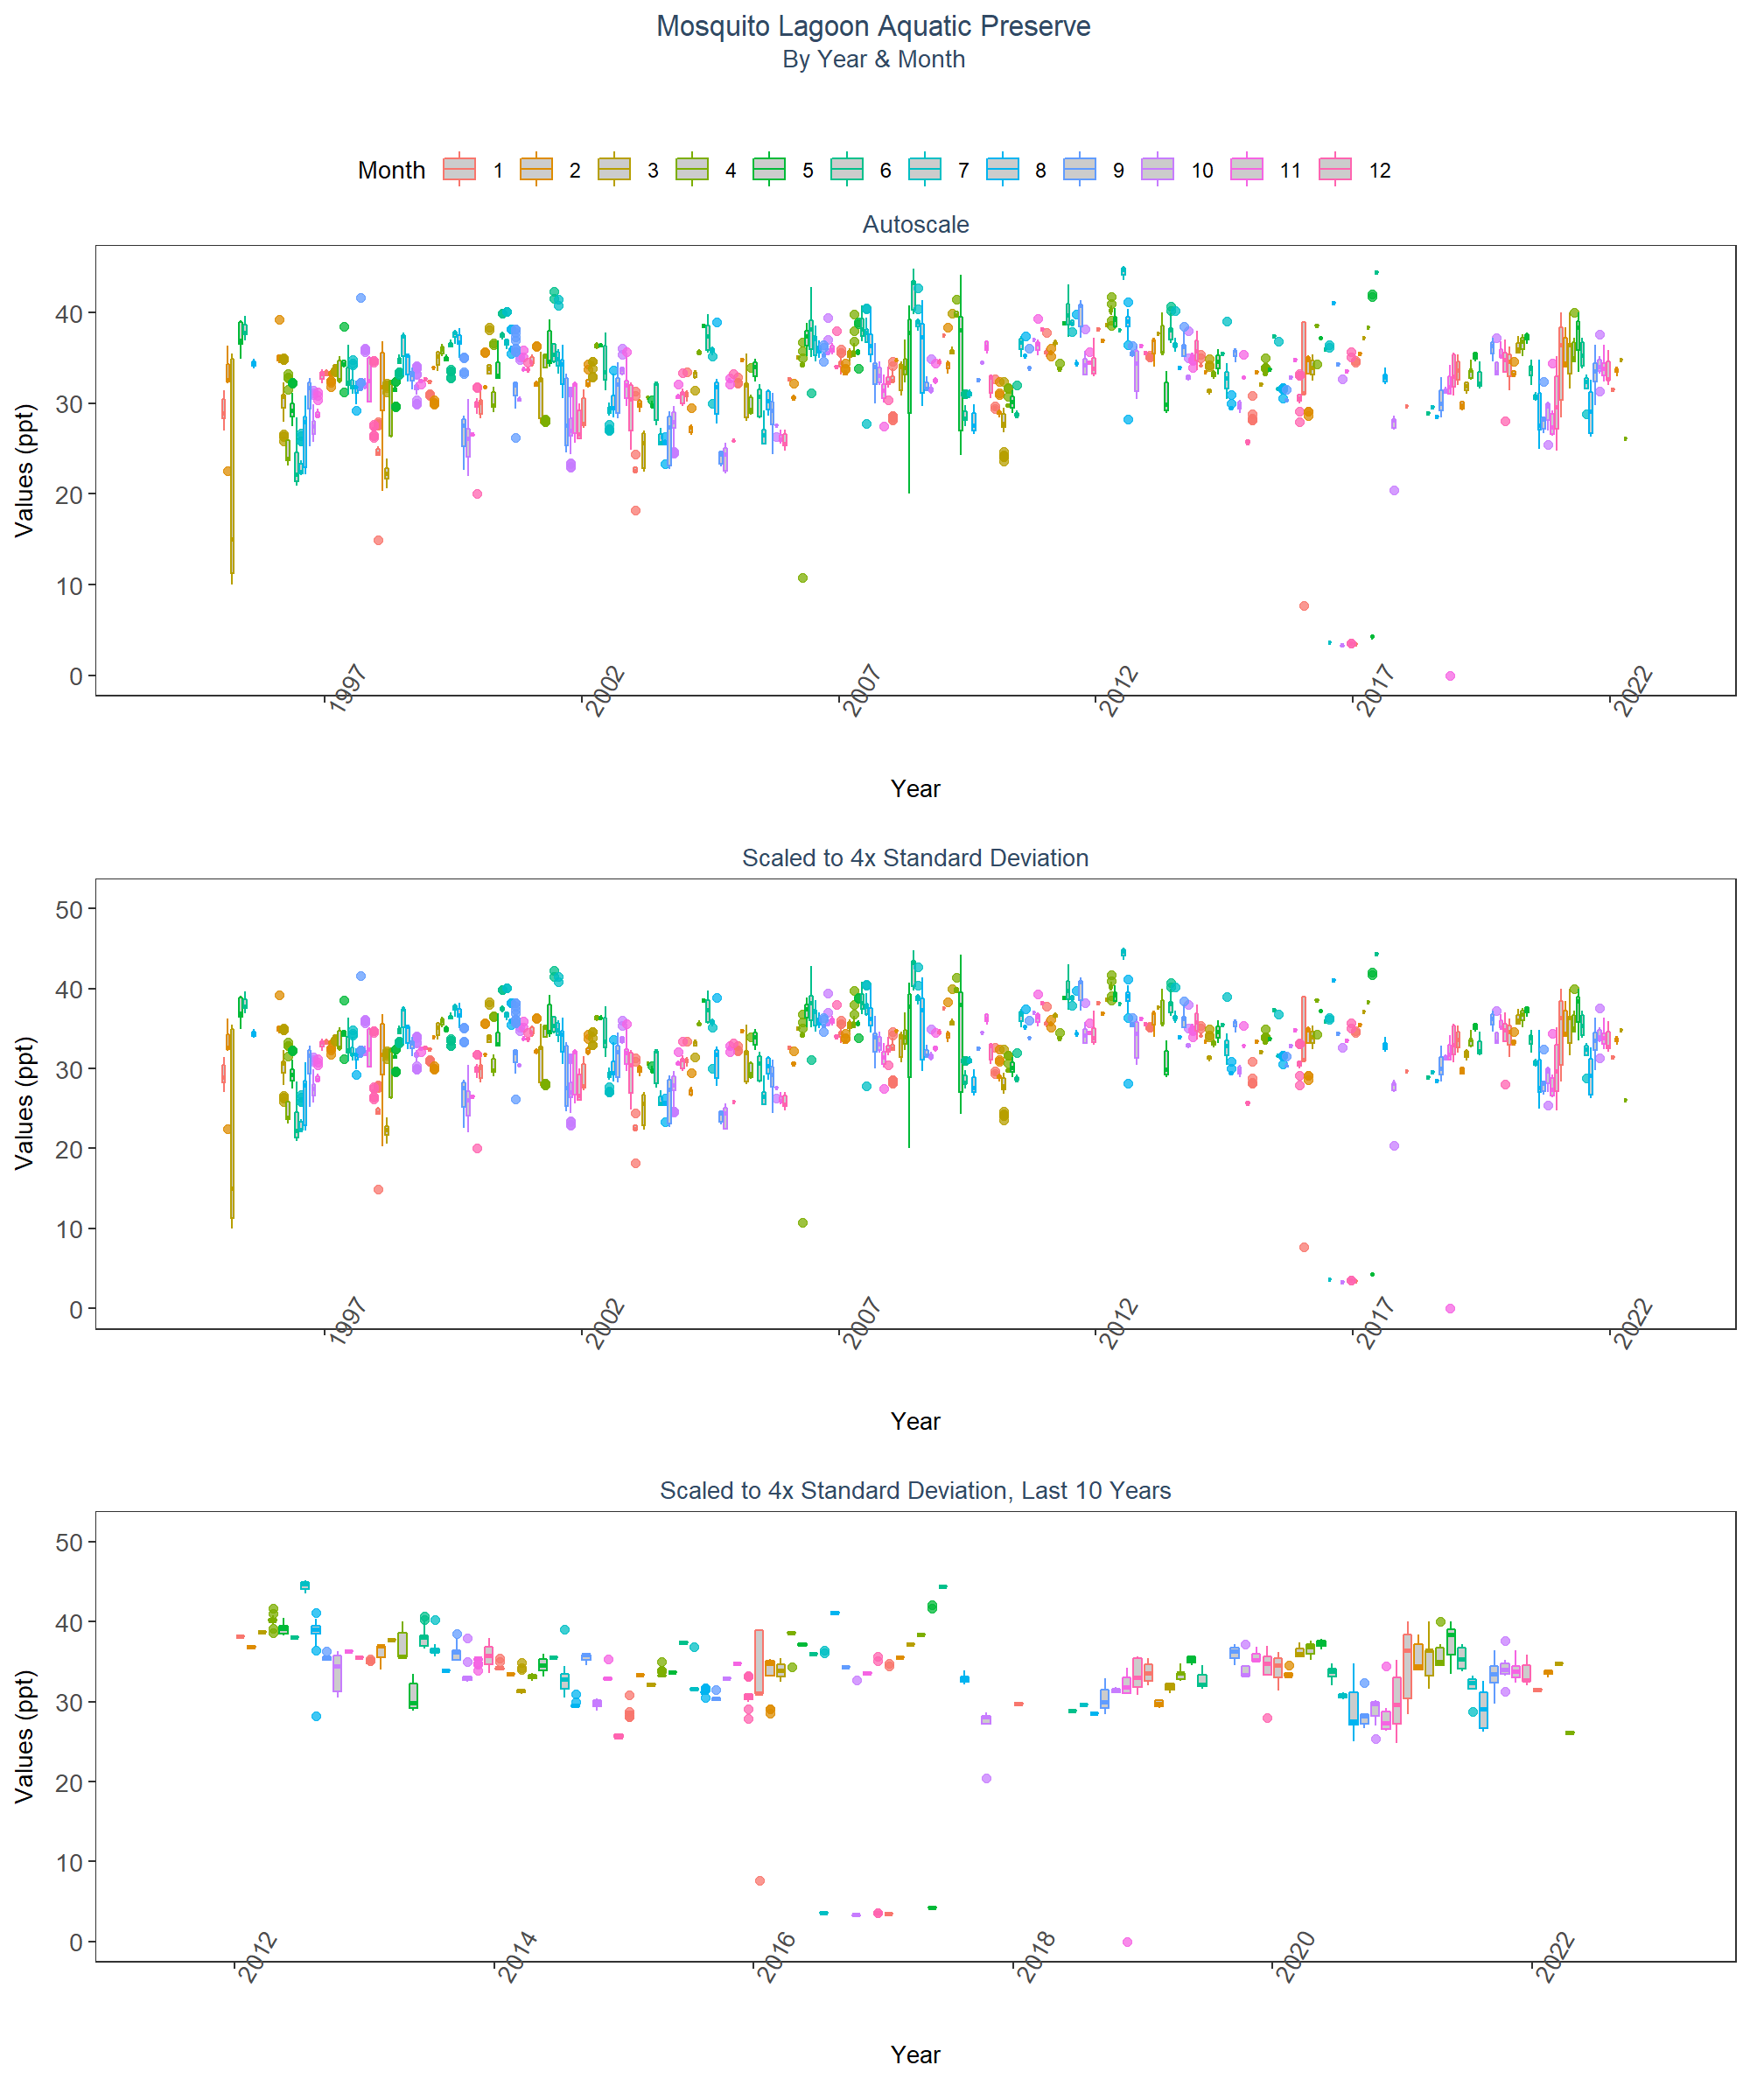 Mosquito Lagoon Aquatic Preserve
By Year & Month
Month 1 2 3 4 5 6 7 8 9 10 11 12
Autoscale
Values (ppt)
40
30
20
10
0
1997 2002 2007 2012 2017 2022
Year
Scaled to 4x Standard Deviation
Values (ppt)
50
40
30
20
10
0
1997 2002 2007 2012 2017 2022
Year
Scaled to 4x Standard Deviation, Last 10 Years
Values (ppt)
50
40
30
20
10
0
2012 2014 2016 2018 2020 2022
Year